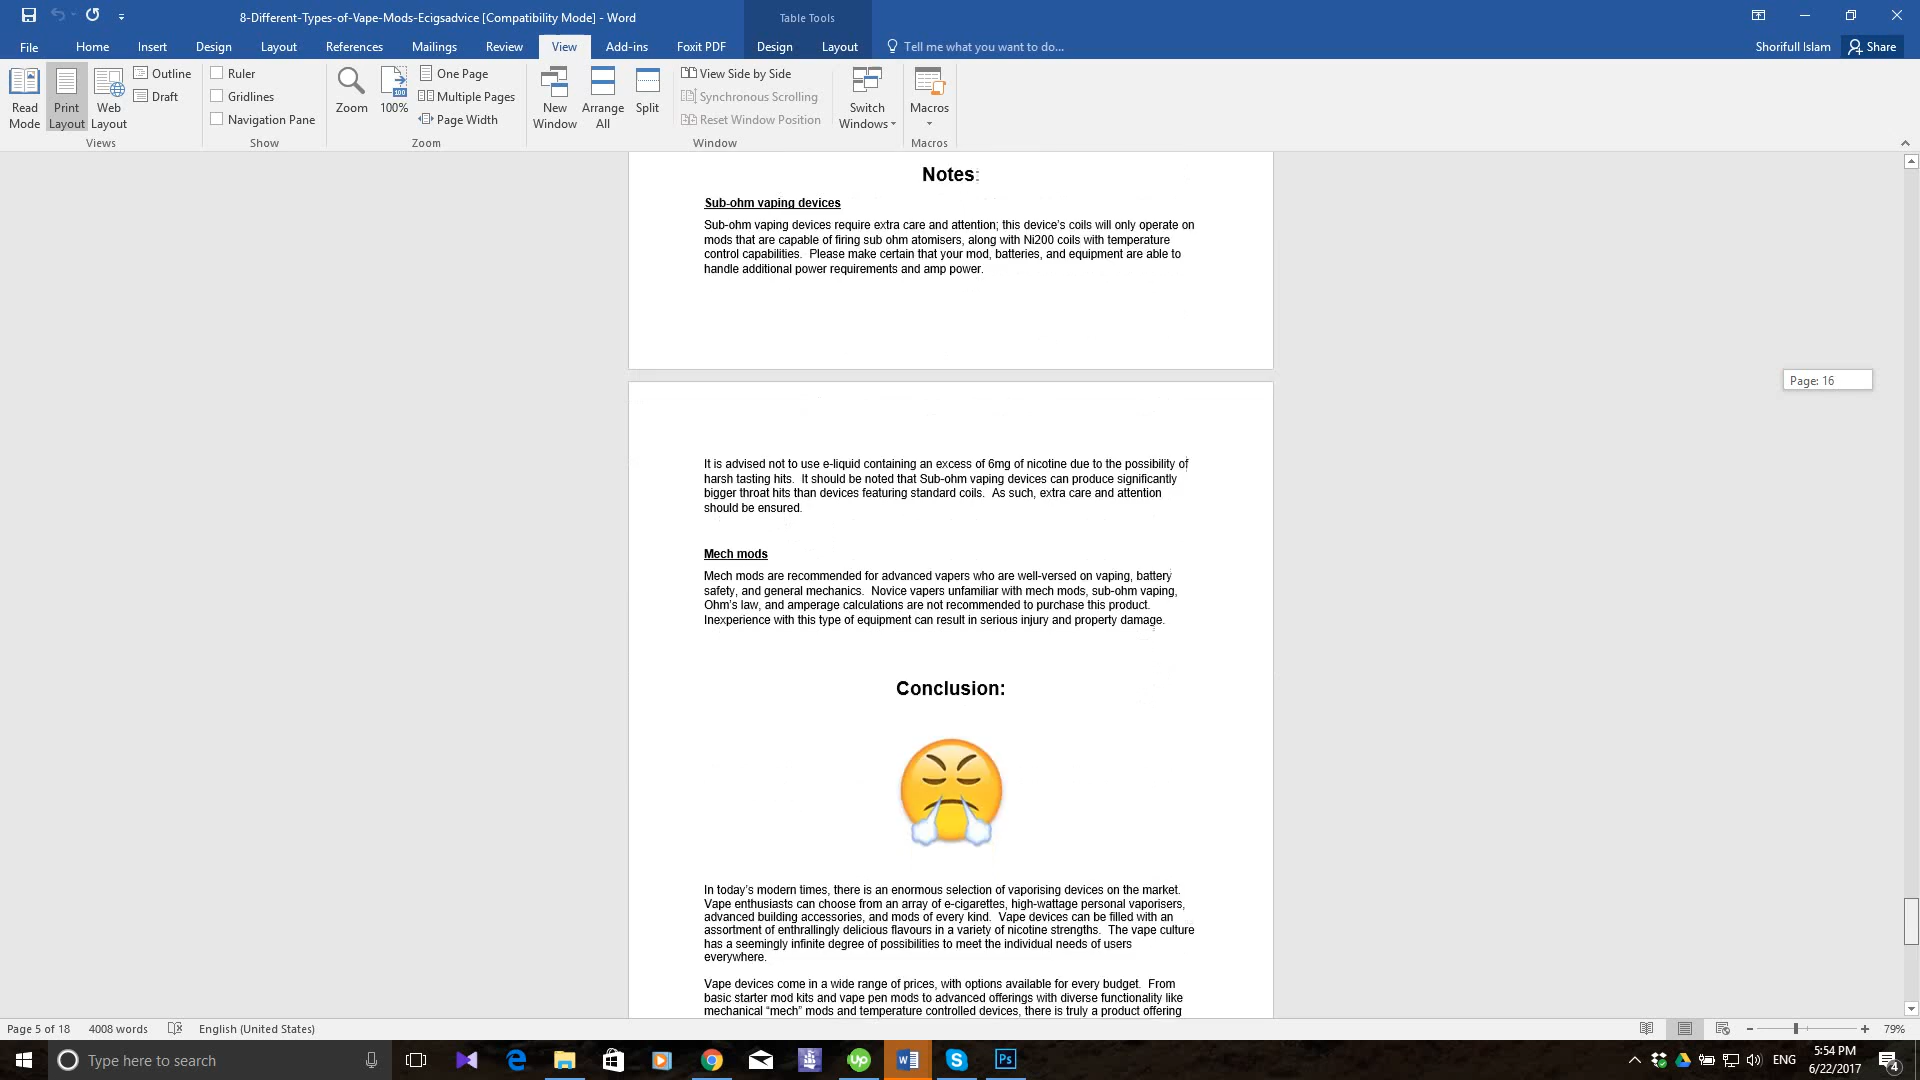 8-Different-Types-of-Vape-Mods-Ecigsadvice [Compatibility Mode] - Word
Table Tools
File
Home
Insert
Design
Layout
References
Mailings
Review
View
Add-ins
Foxit PDF
Design
Layout
Tell me what you want to do...
Shorifull Islam
Share
Read Mode
Print Layout
Web Layout
Outline
Draft
Views
Ruler
Gridlines
Navigation Pane
Show
Zoom
100
100%
One Page
Multiple Pages
Page Width
Zoom
New Window
Arrange All
Split
View Side by Side
Synchronous Scrolling
Reset Window Position
Window
Switch Windows
Macros
Macros
Notes:
Sub-ohm vaping devices
Sub-ohm vaping devices require extra care and attention; this device's coils will only operate on
mods that are capable of firing sub ohm atomisers, along with Ni200 coils with temperature
control capabilities.  Please make certain that your mod, batteries, and equipment are able to
handle additional power requirements and amp power.
Page: 16
It is advised not to use e-liquid containing an excess of 6mg of nicotine due to the possibility of
harsh tasting hits.  It should be noted that Sub-ohm vaping devices can produce significantly
bigger throat hits than devices featuring standard coils.  As such, extra care and attention
should be ensured.
Mech mods
Mech mods are recommended for advanced vapers who are well-versed on vaping, battery
safety, and general mechanics.  Novice vapers unfamiliar with mech mods, sub-ohm vaping,
Ohm's law, and amperage calculations are not recommended to purchase this product.
Inexperience with this type of equipment can result in serious injury and property damage.
Conclusion:
In today's modern times, there is an enormous selection of vaporising devices on the market.
Vape enthusiasts can choose from an array of e-cigarettes, high-wattage personal vaporisers,
advanced building accessories, and mods of every kind.  Vape devices can be filled with an
assortment of enthrallingly delicious flavours in a variety of nicotine strengths.  The vape culture
has a seemingly infinite degree of possibilities to meet the individual needs of users
everywhere.
Vape devices come in a wide range of prices, with options available for every budget.  From
basic starter mod kits and vape pen mods to advanced offerings with diverse functionality like
mechanical “mech” mods and temperature controlled devices, there is truly a product offering
Page 5 of 18
4008 words
English (United States)
79%
Type here to search
up
Ps
ENG
5:54 PM
6/22/2017
4